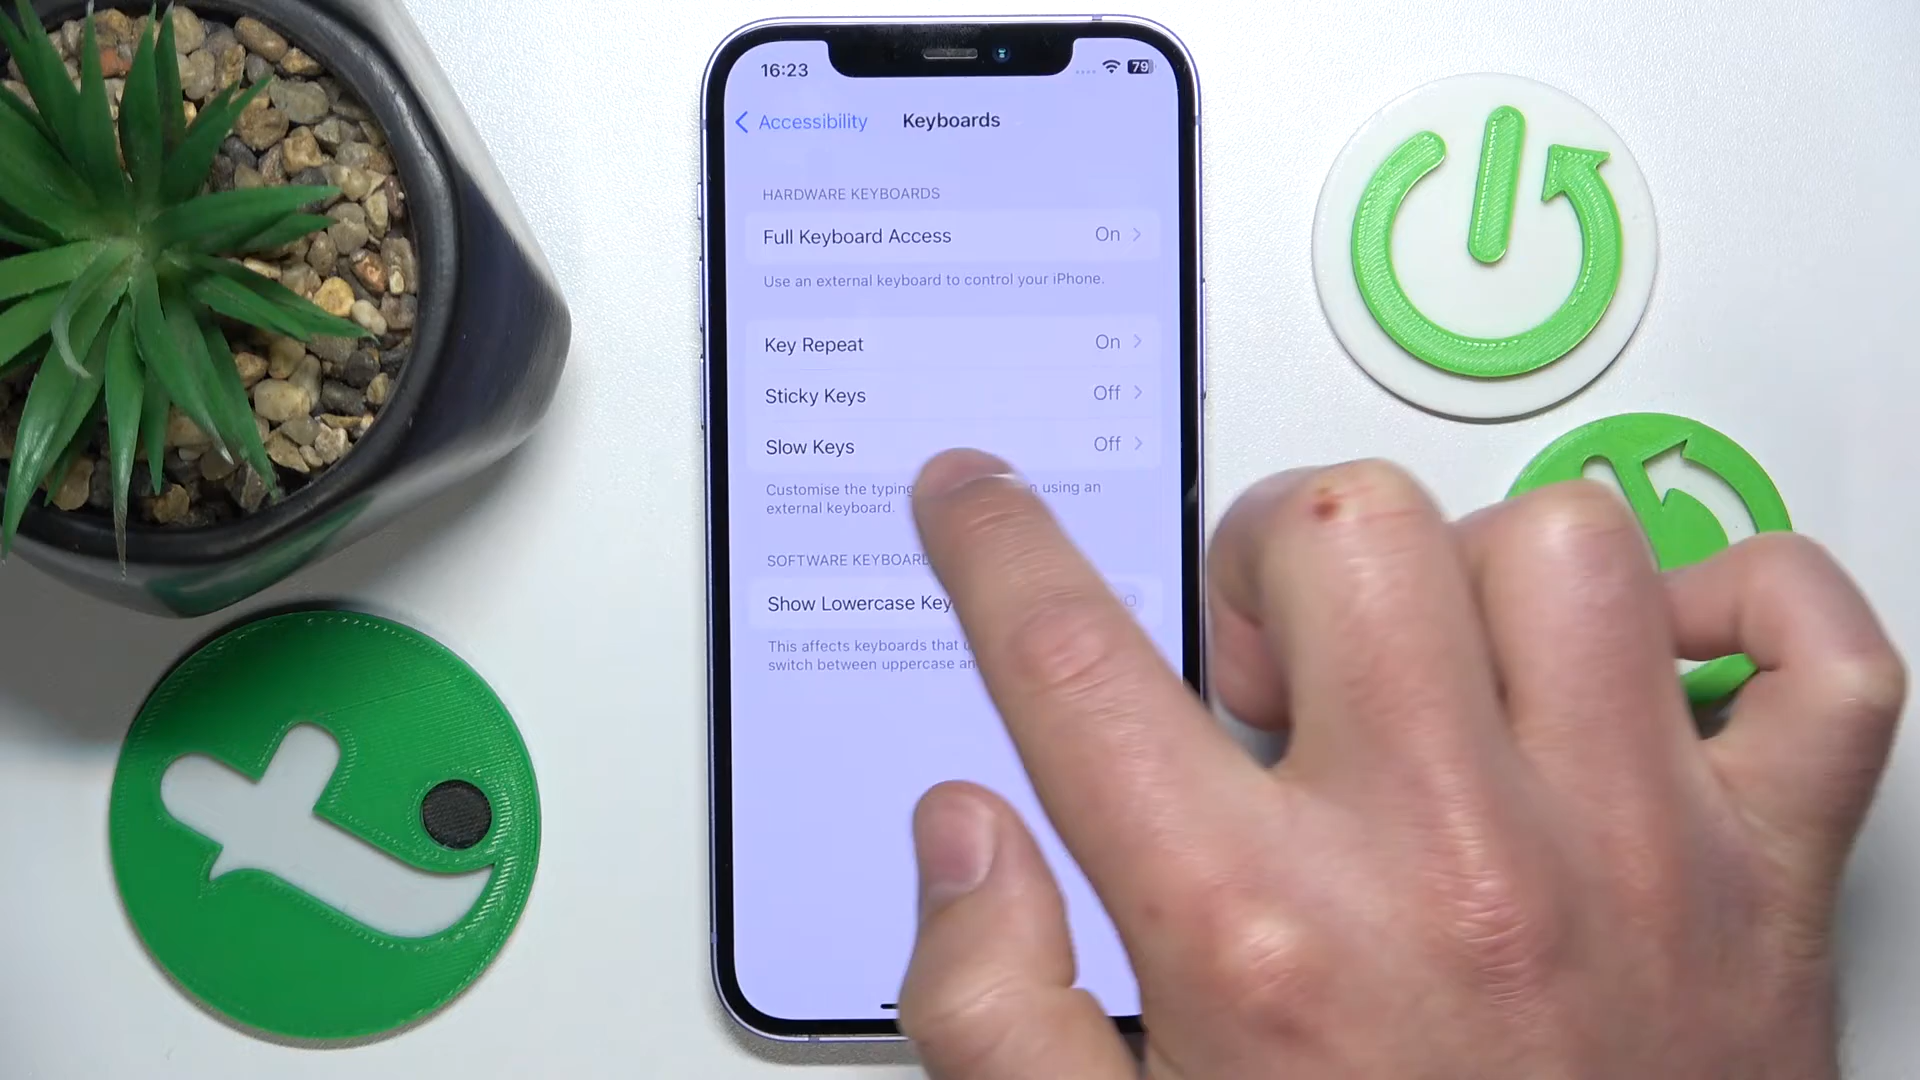 16:23
79
Accessibility
Keyboards
HARDWARE KEYBOARDS
Full Keyboard Access
On
Use an external keyboard to control your iPhone.
Key Repeat
On
Sticky Keys
Off
Slow Keys
Off
Customise the typing using an
external keyboard.
SOFTWARE KEYBOARD
Show Lowercase
This affects keyboards that
switch between uppercase